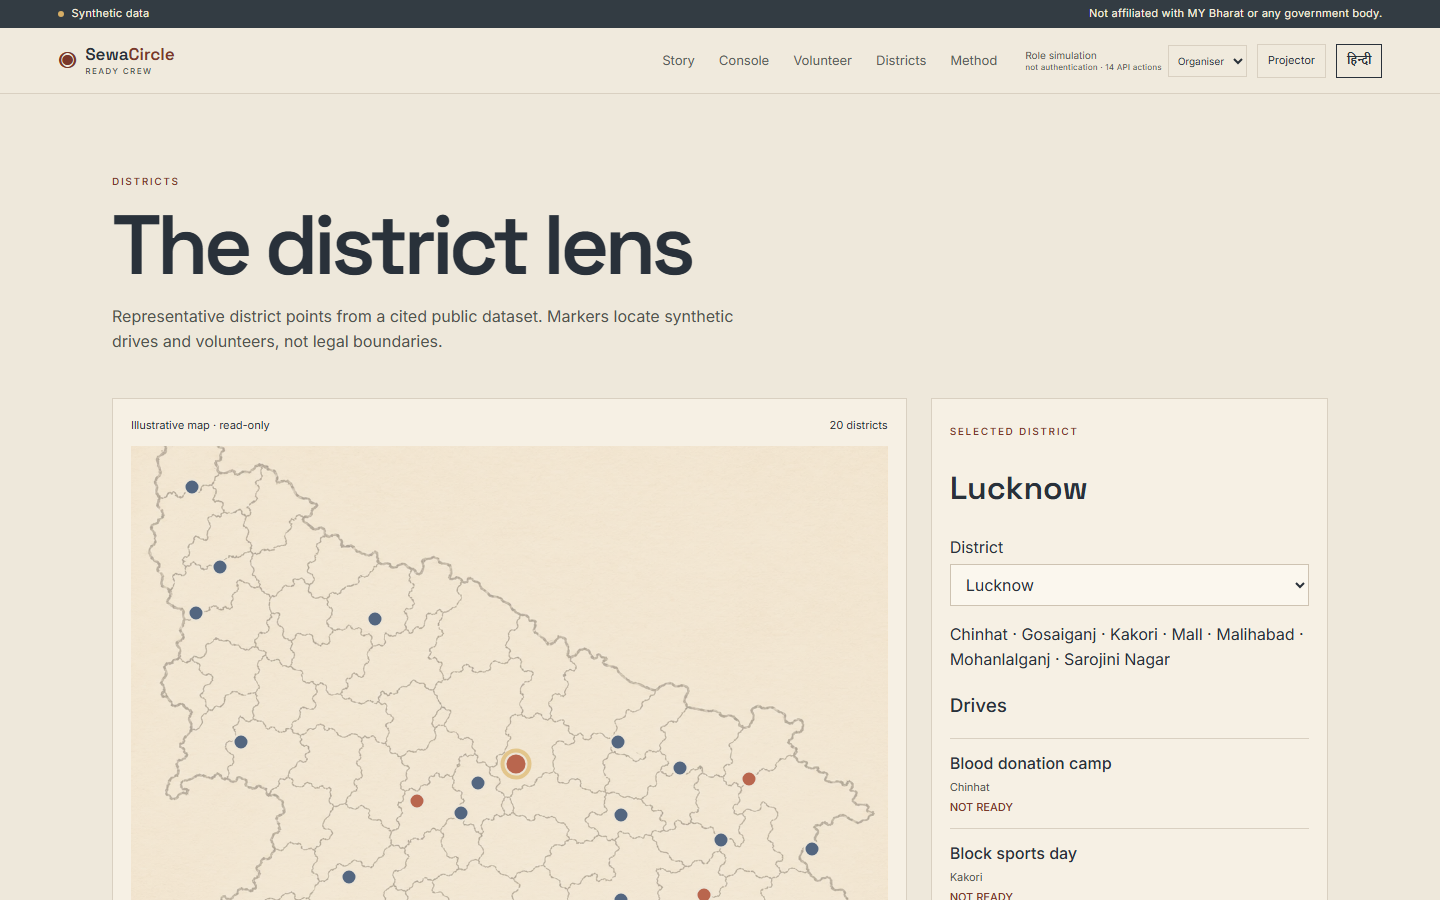 Synthetic data
Not affiliated with MY Bharat or any government body.
SewaCircle
READY CREW
Story
Console
Volunteer
Districts
Method
Role simulation
not authentication · 14 API actions
Organiser
Projector
हिन्दी
DISTRICTS
The district lens
Representative district points from a cited public dataset. Markers locate synthetic
drives and volunteers, not legal boundaries.
Illustrative map · read-only
20 districts
SELECTED DISTRICT
Lucknow
District
Lucknow
Chinhat · Gosaiganj · Kakori · Mall · Malihabad ·
Mohanlalganj · Sarojini Nagar
Drives
Blood donation camp
Chinhat
NOT READY
Block sports day
Kakori
NOT READY